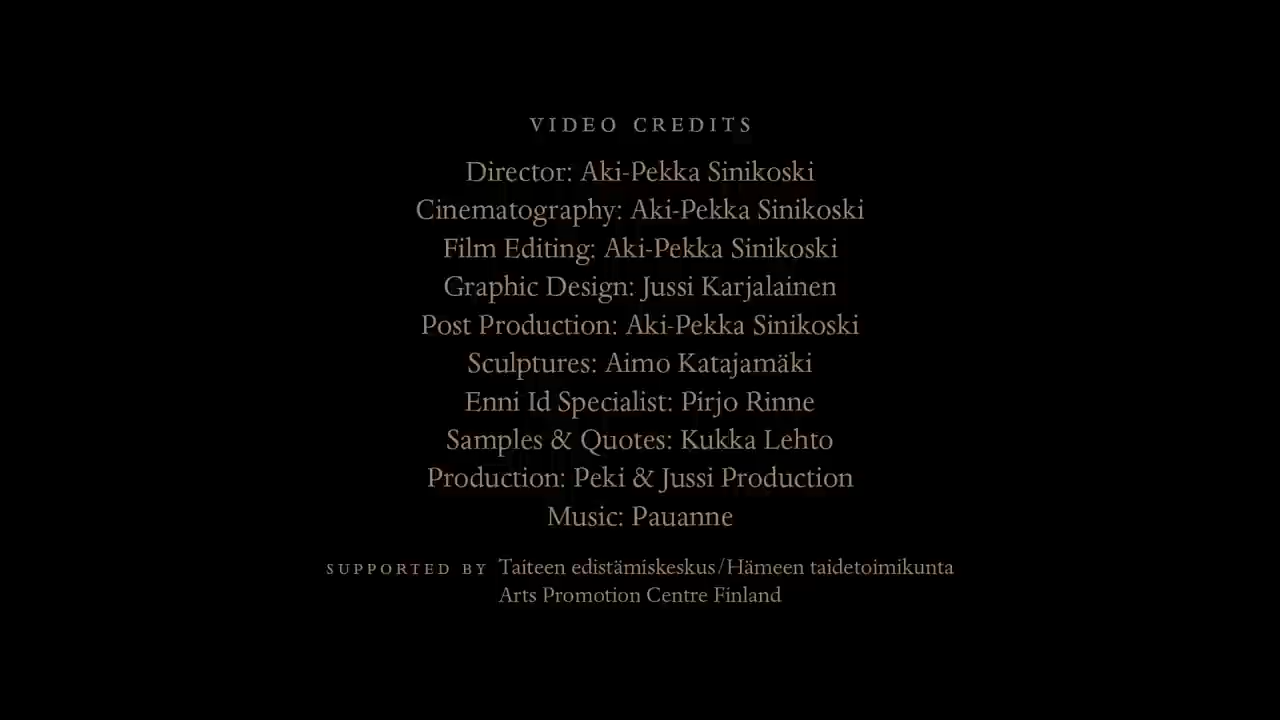 VIDEO CREDITS
Director: Aki-Pekka Sinikoski
Cinematography: Aki-Pekka Sinikoski
Film Editing: Aki-Pekka Sinikoski
Graphic Design: Jussi Karjalainen
Post Production: Aki-Pekka Sinikoski
Sculptures: Aimo Katajamäki
Enni Id Specialist: Pirjo Rinne
Samples & Quotes: Kukka Lehto
Production: Peki & Jussi Production
Music: Pauanne
SUPPORTED BY Taiteen edistämiskeskus/Hämeen taidetoimikunta
Arts Promotion Centre Finland